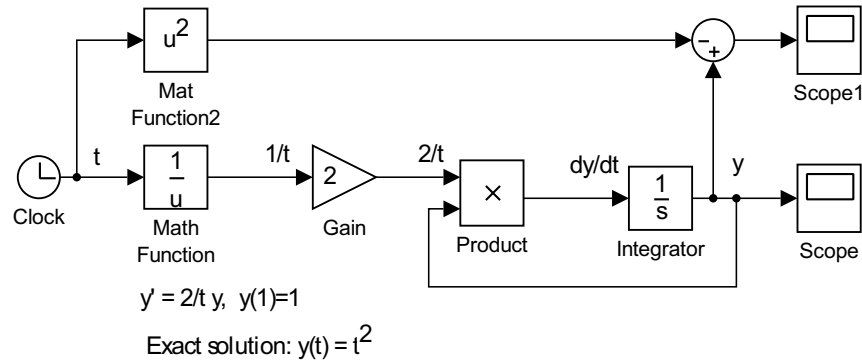 u²
− +
Mat
Function2
Scope1
t
1/t
2/t
dy/dt
y
1
u
2
×
1
s
Clock
Math
Function
Gain
Product
Integrator
Scope
y' = 2/t y, y(1)=1
Exact solution: y(t) = t²